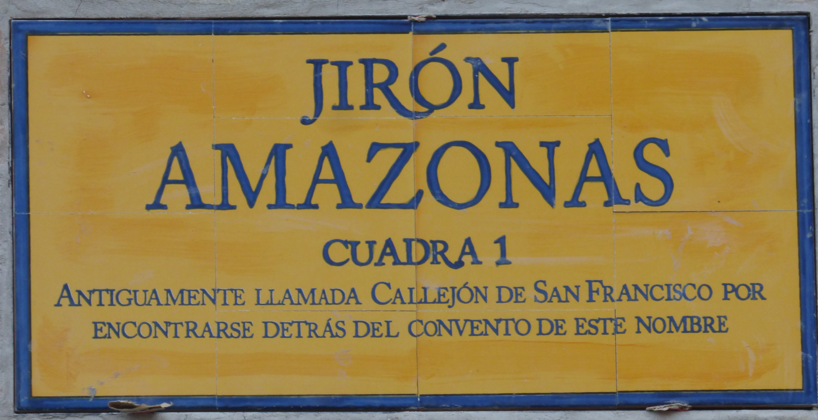 JIRÓN
AMAZONAS
CUADRA 1
ANTIGUAMENTE LLAMADA CALLEJÓN DE SAN FRANCISCO POR
ENCONTRARSE DETRÁS DEL CONVENTO DE ESTE NOMBRE